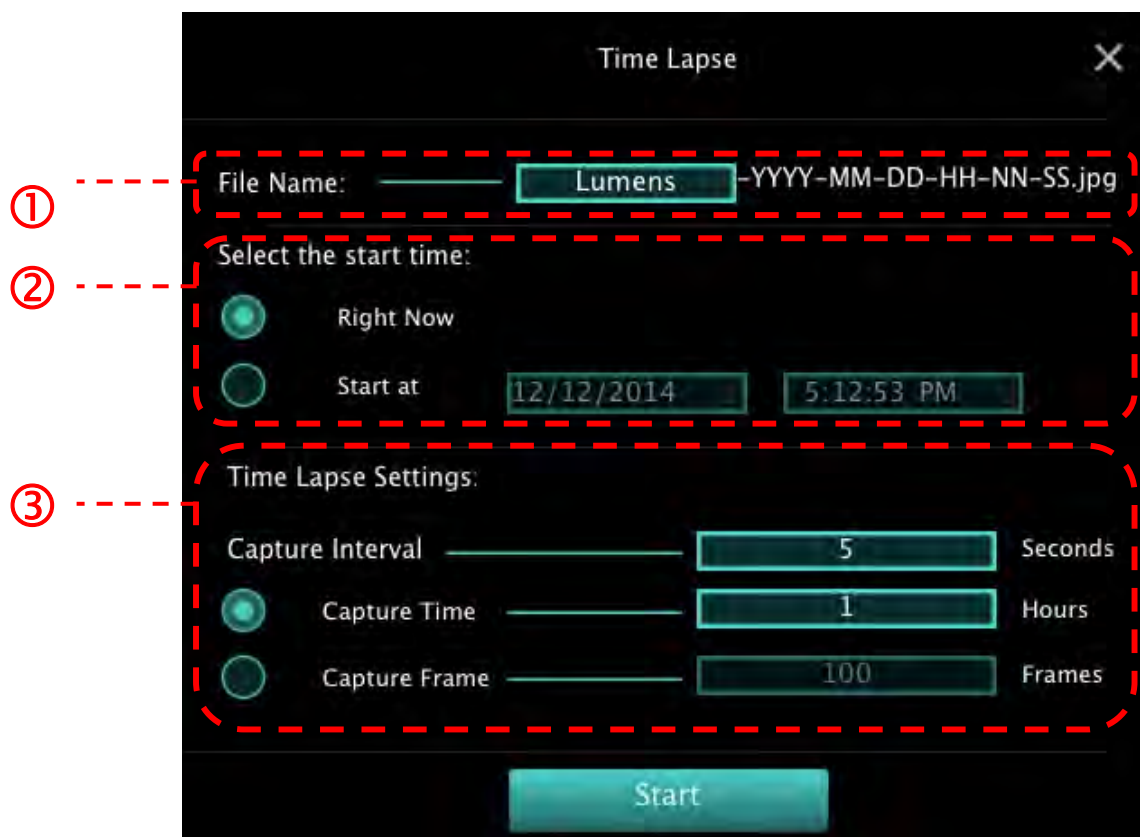 Time Lapse
① File Name: Lumens -YYYY-MM-DD-HH-NN-SS.jpg
② Select the start time:
Right Now
Start at 12/12/2014 5:12:53 PM
③ Time Lapse Settings:
Capture Interval 5 Seconds
Capture Time 1 Hours
Capture Frame 100 Frames
Start